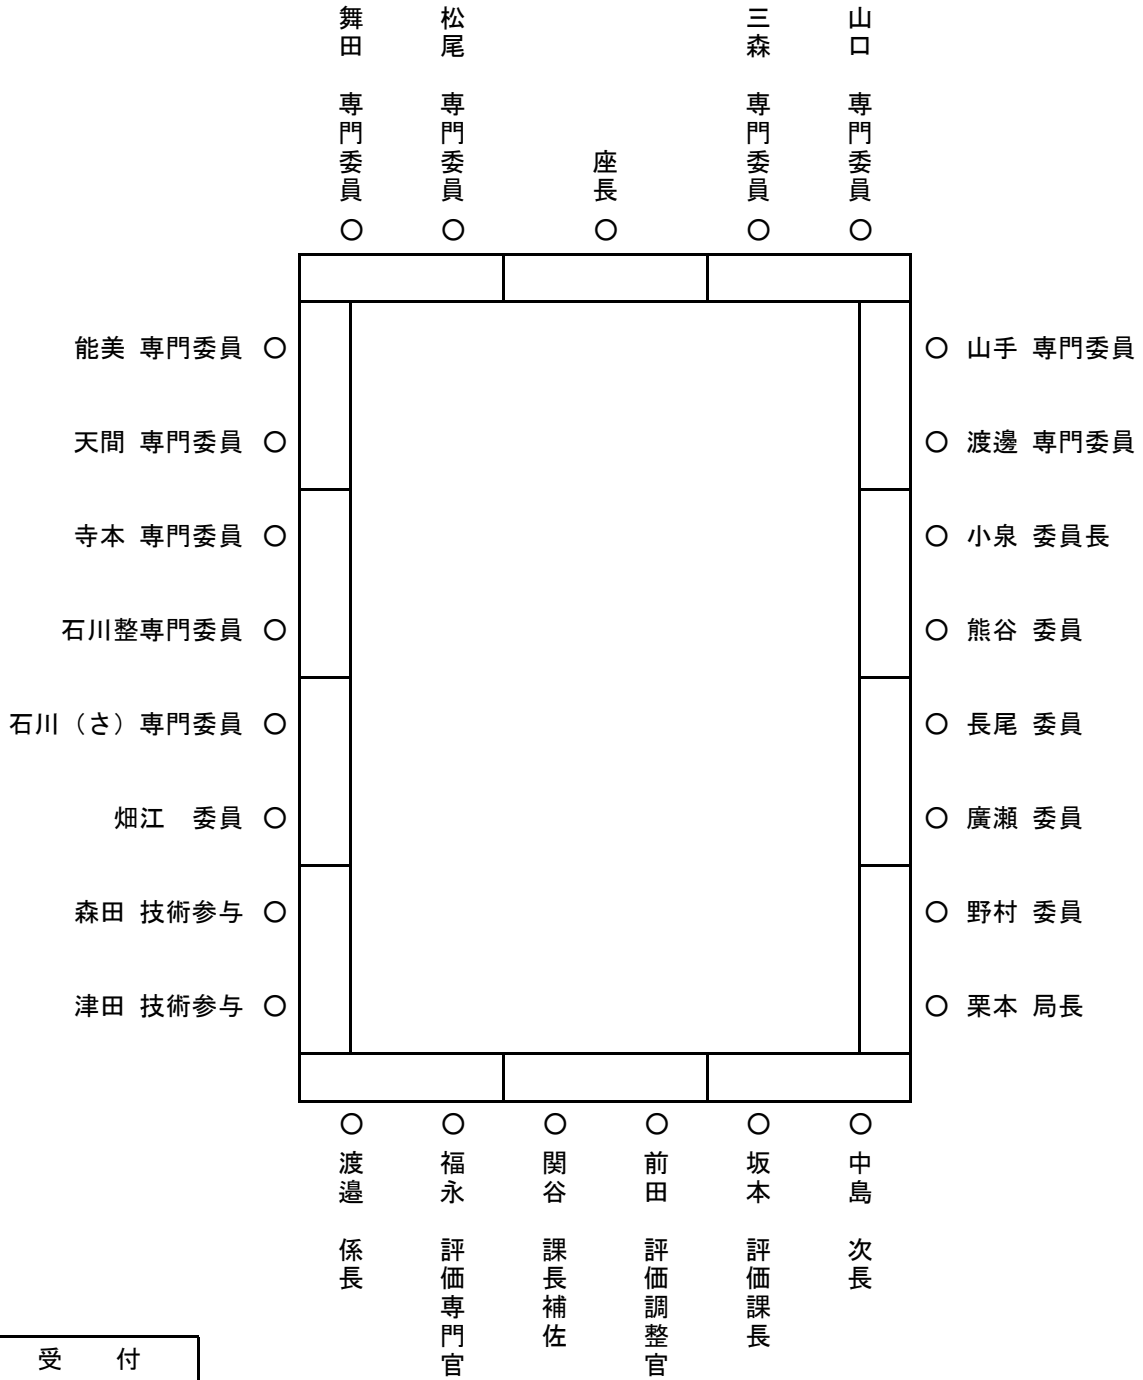 舞田 専門委員
松尾 専門委員
座長
三森 専門委員
山口 専門委員
能美 専門委員
山手 専門委員
天間 専門委員
渡邊 専門委員
寺本 専門委員
小泉 委員長
石川整専門委員
熊谷 委員
石川（さ）専門委員
長尾 委員
畑江　委員
廣瀬 委員
森田 技術参与
野村 委員
津田 技術参与
栗本 局長
渡邉 係長
福永 評価専門官
関谷 課長補佐
前田 評価調整官
坂本 評価課長
中島 次長
受　　付